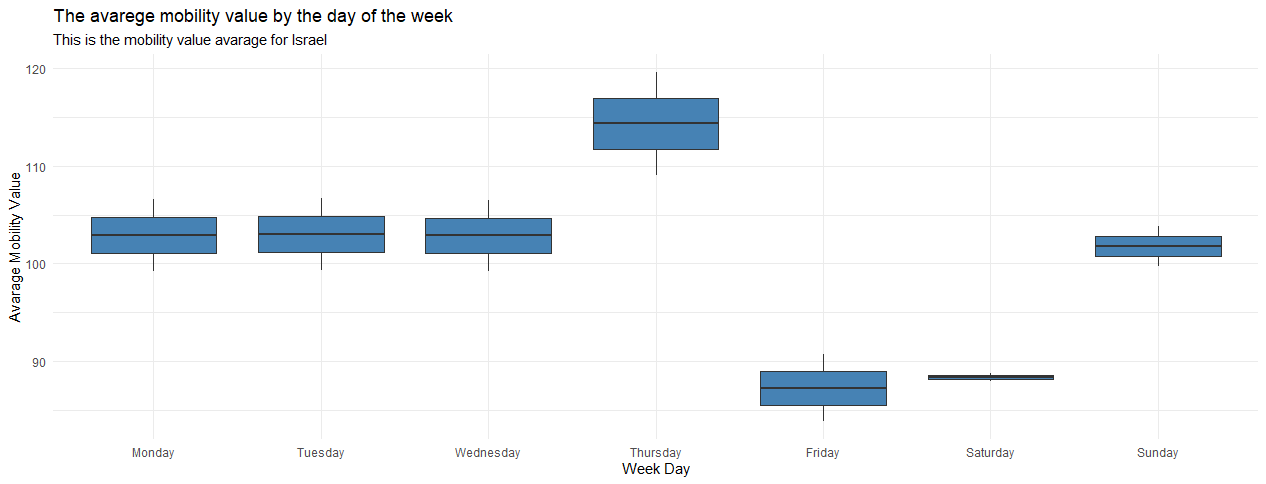 The avarege mobility value by the day of the week
This is the mobility value avarage for Israel
Avarage Mobility Value
120
110
100
90
Monday Tuesday Wednesday Thursday Friday Saturday Sunday
Week Day